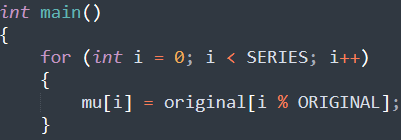 int main()
{
    for (int i = 0; i < SERIES; i++)
    {
        mu[i] = original[i % ORIGINAL];
    }